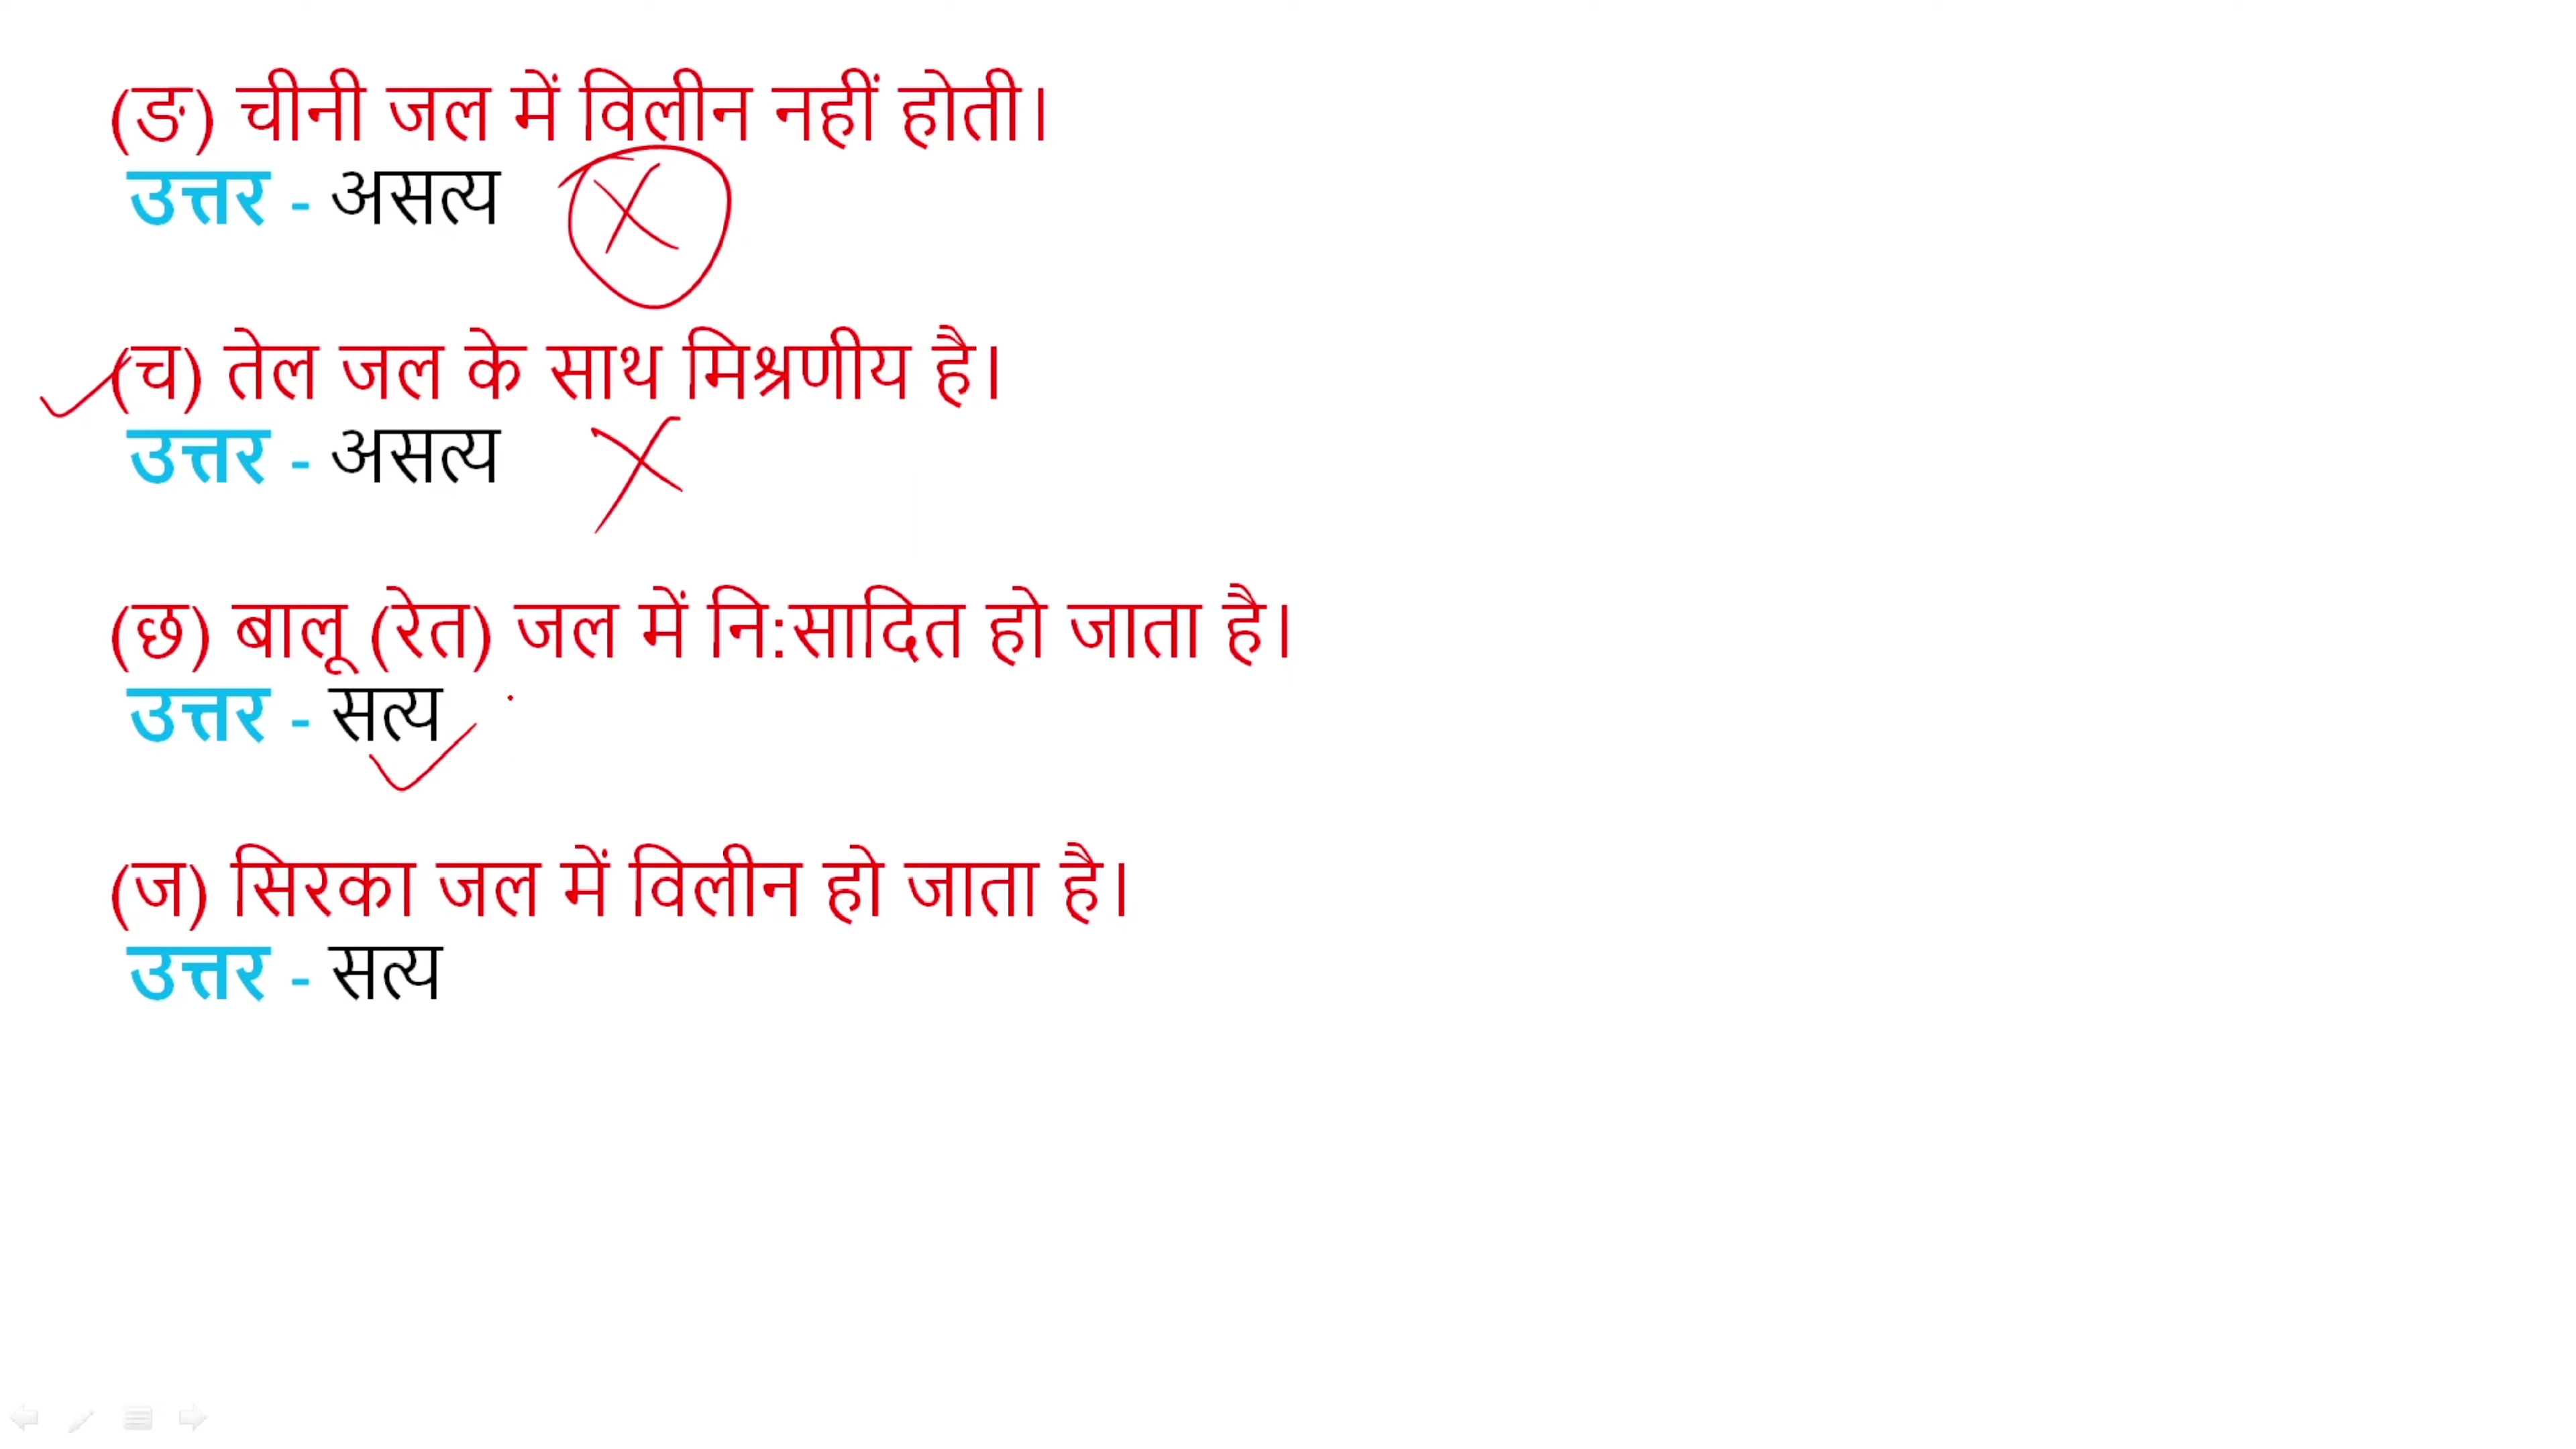 (ङ) चीनी जल में विलीन नहीं होती।
उत्तर - असत्य
(च) तेल जल के साथ मिश्रणीय है।
उत्तर - असत्य
(छ) बालू (रेत) जल में नि:सादित हो जाता है।
उत्तर - सत्य
(ज) सिरका जल में विलीन हो जाता है।
उत्तर - सत्य